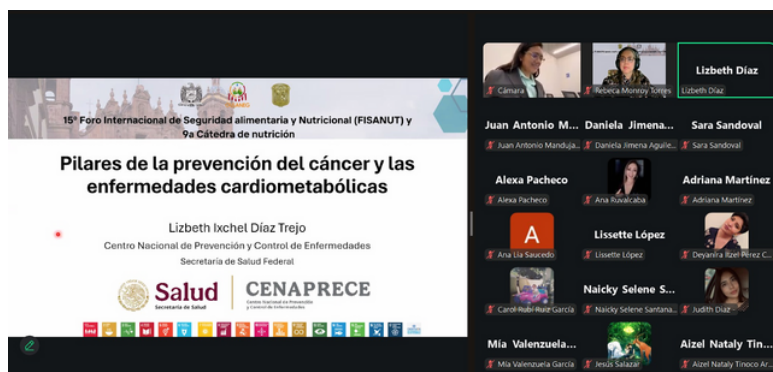 15° Foro Internacional de Seguridad alimentaria y Nutricional (FISANUT) y
9a Cátedra de nutrición
Pilares de la prevención del cáncer y las
enfermedades cardiometabólicas
Lizbeth Ixchel Díaz Trejo
Centro Nacional de Prevención y Control de Enfermedades
Secretaría de Salud Federal
Salud
Secretaría de Salud
CENAPRECE
Centro Nacional de Prevención
y Control de Enfermedades
Cámara
Rebeca Monroy Torres
Lizbeth Díaz
Lizbeth Díaz
Juan Antonio M...
Daniela Jimena...
Sara Sandoval
Juan Antonio Manduja...
Daniela Jimena Aguile...
Sara Sandoval
Alexa Pacheco
Adriana Martínez
Alexa Pacheco
Ana Ruvalcaba
Adriana Martínez
A
Lissette López
Ana Lia Saucedo
Lissette López
Deyanira Itzel Pérez C...
Naicky Selene S...
Carol Rubí Ruiz García
Naicky Selene Santana...
Judith Diaz
Mía Valenzuel...
Aizel Nataly Tin...
Mía Valenzuela García
Jesús Salazar
Aizel Nataly Tinoco Ar...